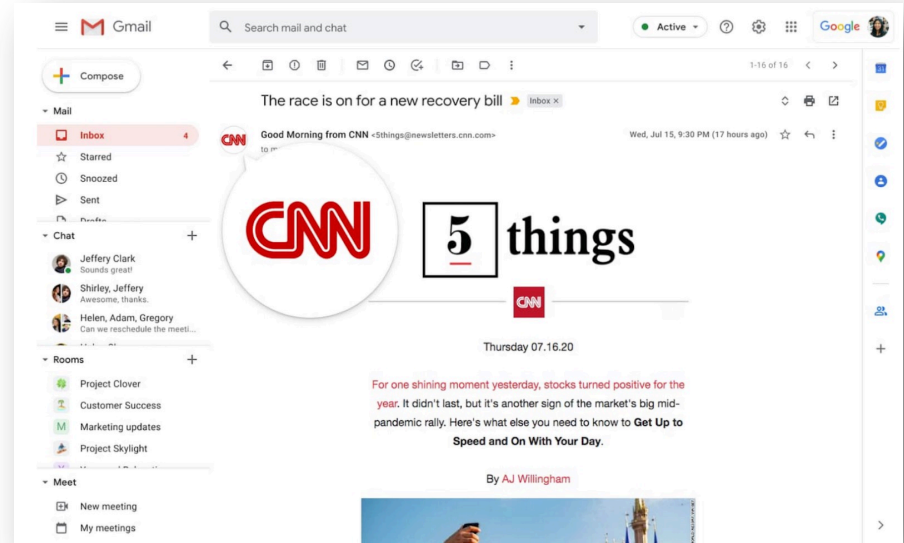 Gmail
Search mail and chat
Active
Google
Compose
1-16 of 16
The race is on for a new recovery bill
Inbox ×
Mail
Inbox 4
Starred
Snoozed
Sent
Drafts
CNN
Good Morning from CNN <5things@newsletters.cnn.com>
Wed, Jul 15, 9:30 PM (17 hours ago)
CNN
5 things
CNN
Chat
Jeffery Clark
Sounds great!
Shirley, Jeffery
Awesome, thanks.
Helen, Adam, Gregory
Can we reschedule the meeti...
Rooms
Project Clover
Customer Success
M Marketing updates
Project Skylight
Meet
New meeting
My meetings
Thursday 07.16.20
For one shining moment yesterday, stocks turned positive for the
year. It didn't last, but it's another sign of the market's big mid-
pandemic rally. Here's what else you need to know to Get Up to
Speed and On With Your Day.
By AJ Willingham